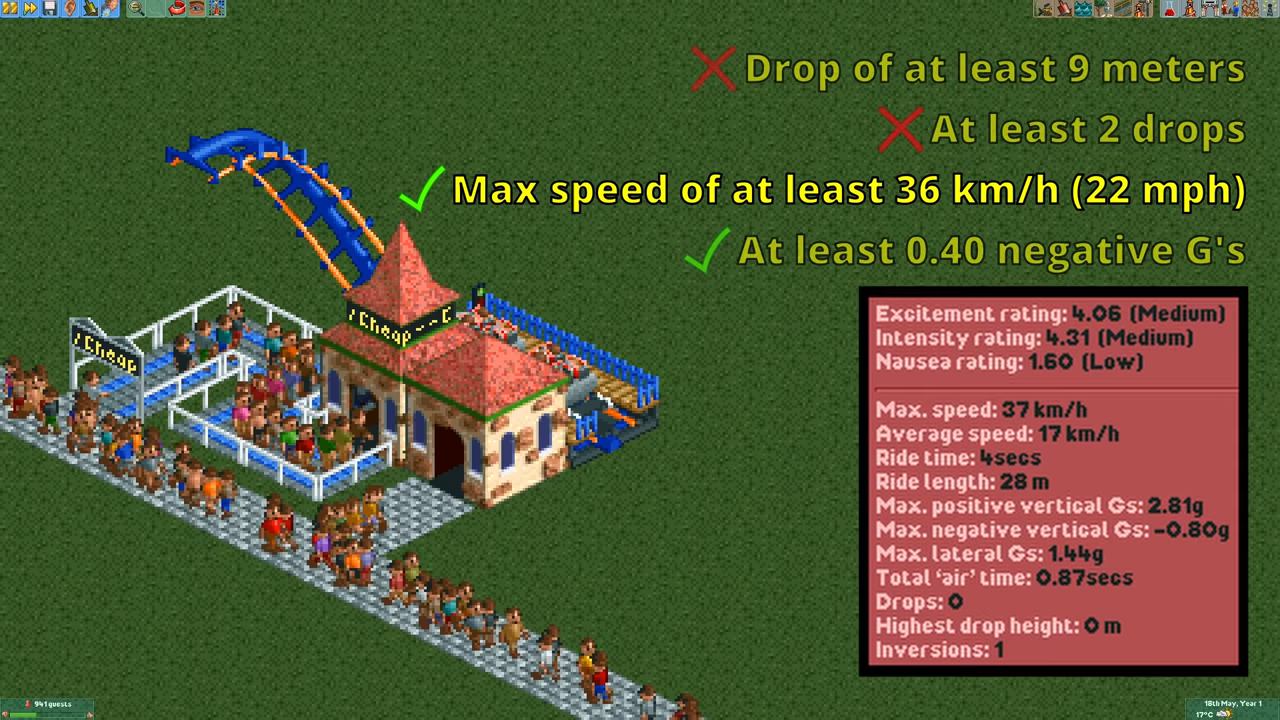 Drop of at least 9 meters
At least 2 drops
Max speed of at least 36 km/h (22 mph)
At least 0.40 negative G's
Excitement rating: 4.06 (Medium)
Intensity rating: 4.31 (Medium)
Nausea rating: 1.60 (Low)
Max. speed: 37 km/h
Average speed: 17 km/h
Ride time: 4secs
Ride length: 28 m
Max. positive vertical Gs: 2.81g
Max. negative vertical Gs: -0.80g
Max. lateral Gs: 1.44g
Total ‘air’ time: 0.87secs
Drops: 0
Highest drop height: 0 m
Inversions: 1
/Cheap -- C
/Cheap
941 guests
18th May, Year 1
17°C